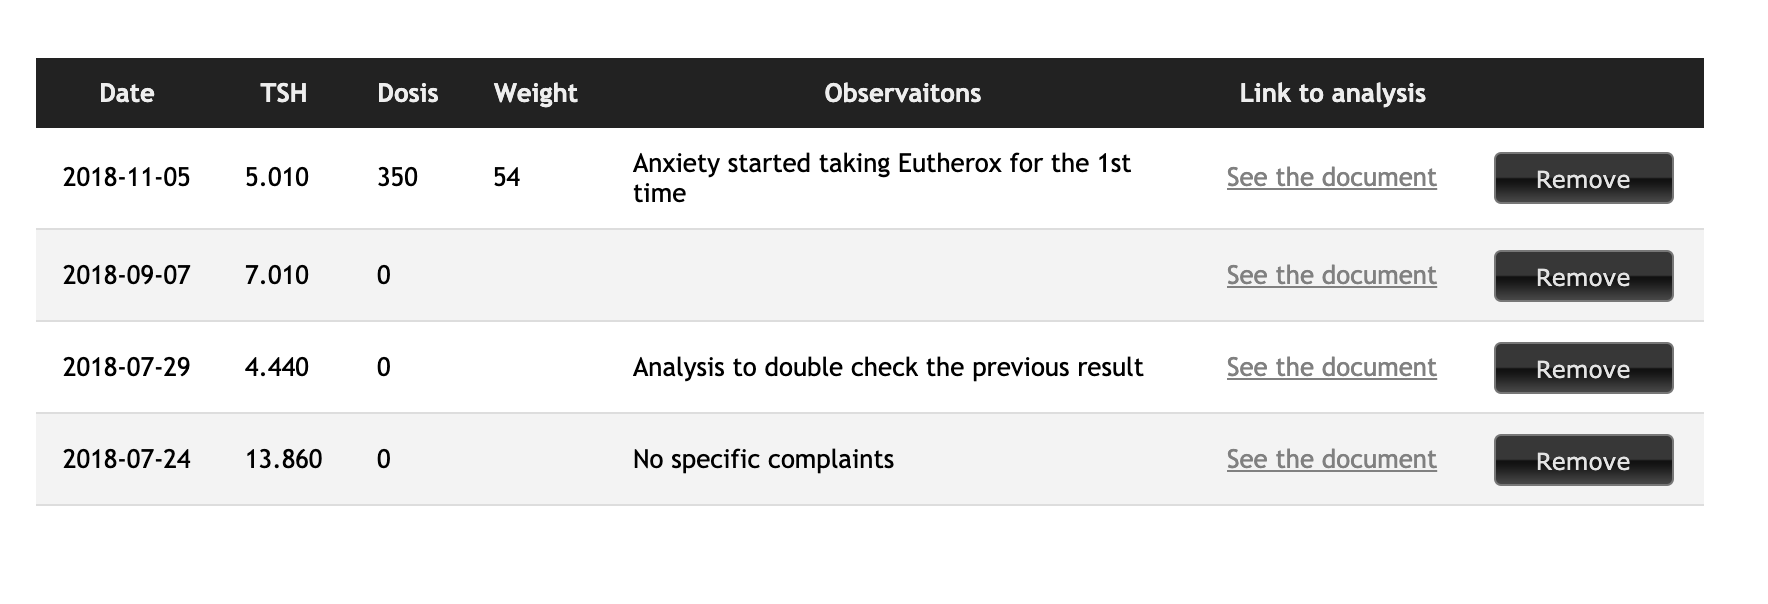 Date TSH Dosis Weight Observaitons Link to analysis
2018-11-05 5.010 350 54 Anxiety started taking Eutherox for the 1st
time See the document Remove
2018-09-07 7.010 0 See the document Remove
2018-07-29 4.440 0 Analysis to double check the previous result See the document Remove
2018-07-24 13.860 0 No specific complaints See the document Remove